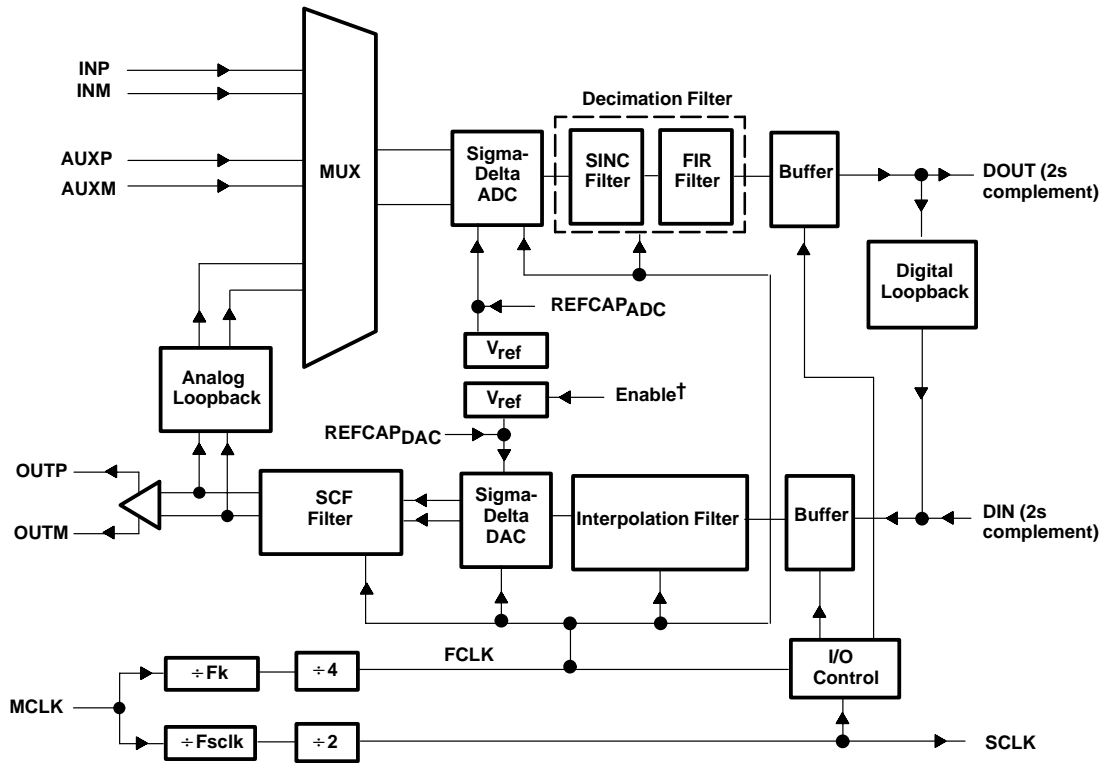 INP
INM
AUXP
AUXM
MUX
Sigma-
Delta
ADC
Decimation Filter
SINC
Filter
FIR
Filter
Buffer
DOUT (2s
complement)
Digital
Loopback
REFCAPADC
Vref
Analog
Loopback
Vref
Enable†
REFCAPDAC
OUTP
OUTM
SCF
Filter
Sigma-
Delta
DAC
Interpolation Filter
Buffer
DIN (2s
complement)
FCLK
I/O
Control
MCLK
÷Fk
÷4
÷Fsclk
÷2
SCLK